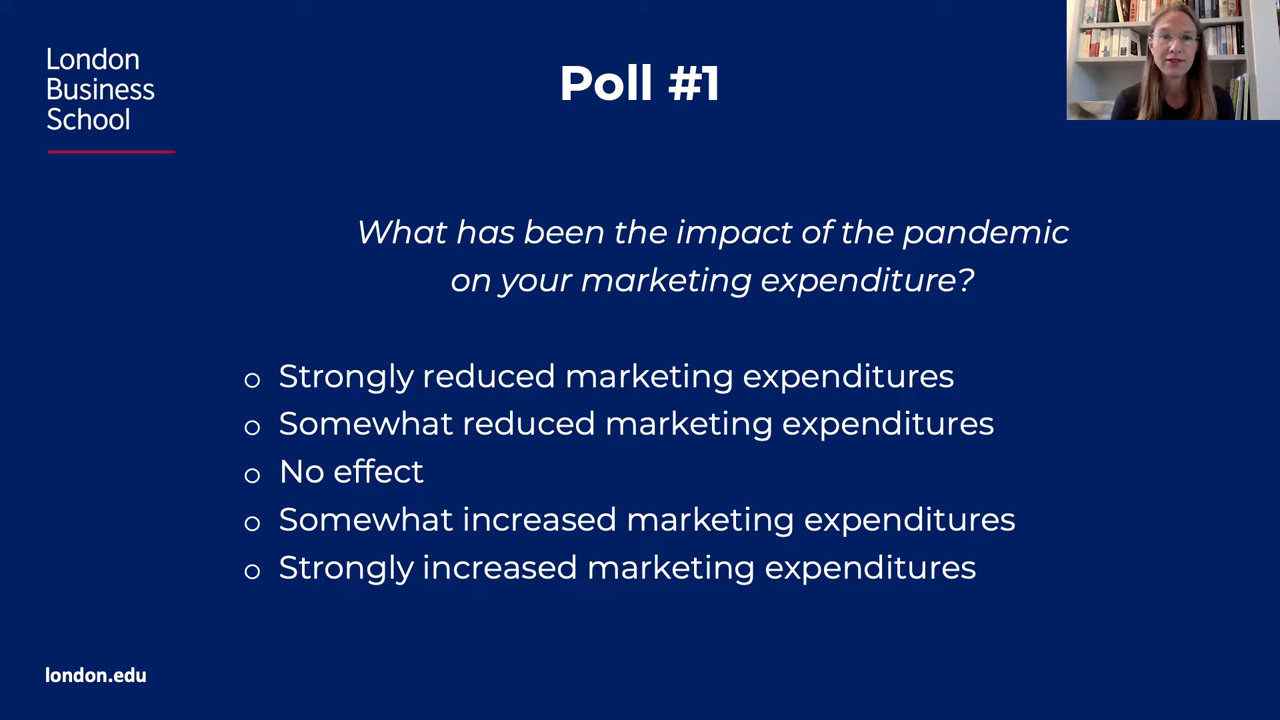 London
Business
School
Poll #1
What has been the impact of the pandemic
on your marketing expenditure?
o Strongly reduced marketing expenditures
o Somewhat reduced marketing expenditures
o No effect
o Somewhat increased marketing expenditures
o Strongly increased marketing expenditures
london.edu